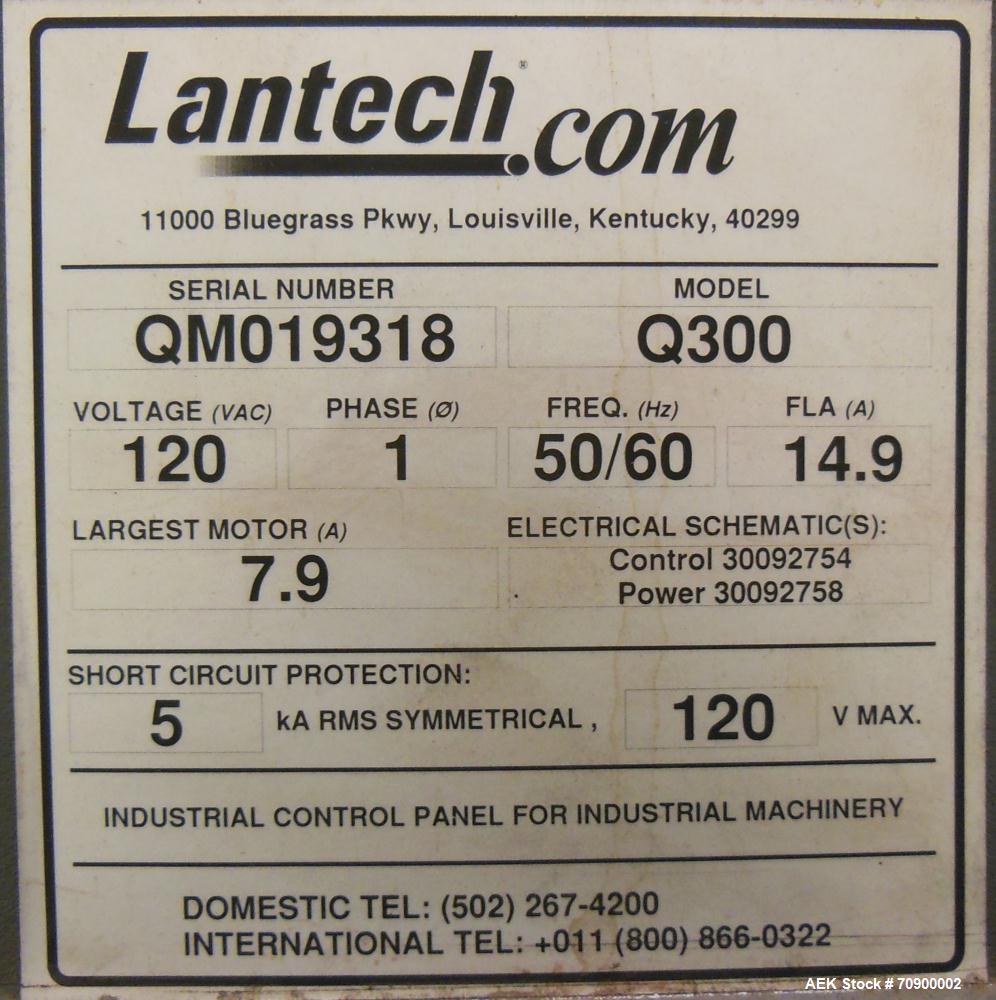 Lantech®.com
11000 Bluegrass Pkwy, Louisville, Kentucky, 40299
SERIAL NUMBER MODEL
QM019318 Q300
VOLTAGE (VAC) PHASE (Ø) FREQ. (Hz) FLA (A)
120 1 50/60 14.9
LARGEST MOTOR (A) ELECTRICAL SCHEMATIC(S):
7.9 Control 30092754
Power 30092758
SHORT CIRCUIT PROTECTION:
5 kA RMS SYMMETRICAL , 120 V MAX.
INDUSTRIAL CONTROL PANEL FOR INDUSTRIAL MACHINERY
DOMESTIC TEL: (502) 267-4200
INTERNATIONAL TEL: +011 (800) 866-0322
AEK Stock # 70900002